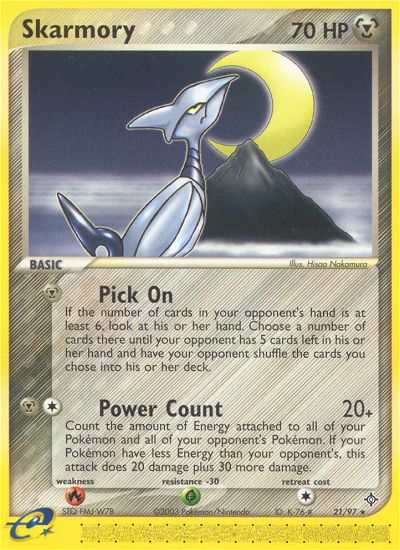 Skarmory 70 HP
Illus. Hisao Nakamura
BASIC
Pick On
If the number of cards in your opponent's hand is at
least 6, look at his or her hand. Choose a number of
cards there until your opponent has 5 cards left in his
or her hand and have your opponent shuffle the cards you
chose into his or her deck.
Power Count 20+
Count the amount of Energy attached to all of your
Pokémon and all of your opponent's Pokémon. If your
Pokémon have less Energy than your opponent's, this
attack does 20 damage plus 30 more damage.
weakness resistance -30 retreat cost
STQ-FMJ-W7B ©2003 Pokémon/Nintendo ID: K-76-# 21/97 ★
e